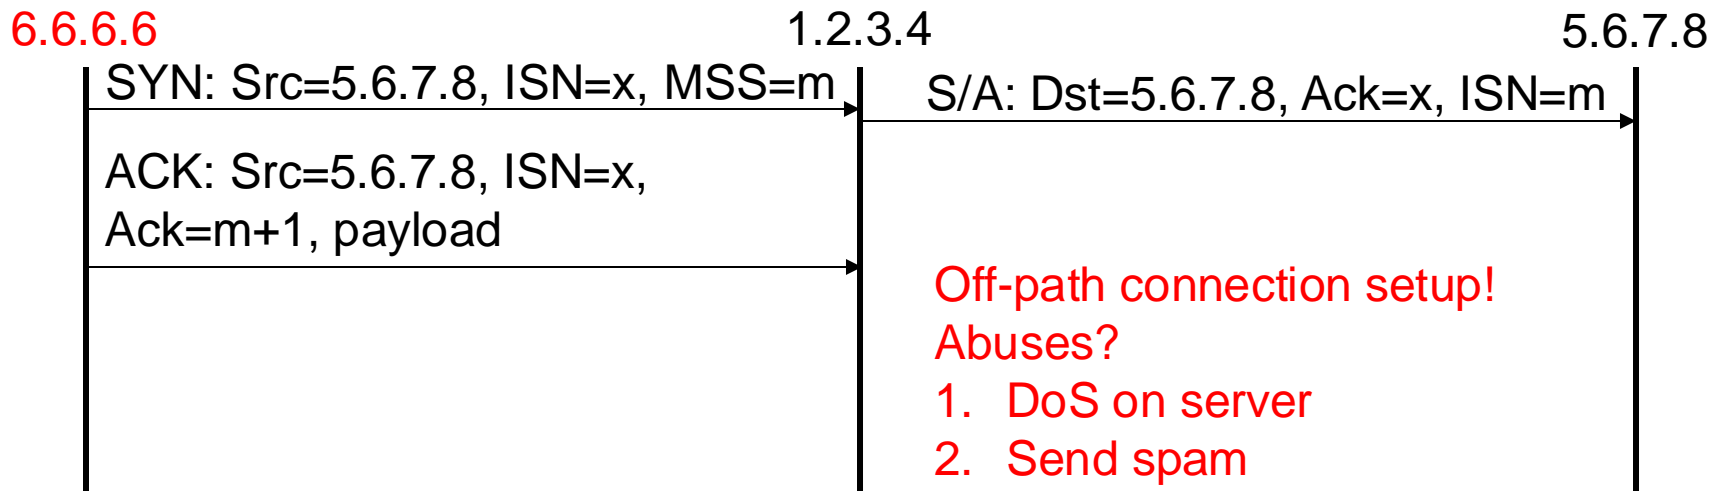 6.6.6.6
1.2.3.4
5.6.7.8
SYN: Src=5.6.7.8, ISN=x, MSS=m
S/A: Dst=5.6.7.8, Ack=x, ISN=m
ACK: Src=5.6.7.8, ISN=x,
Ack=m+1, payload
Off-path connection setup!
Abuses?
1. DoS on server
2. Send spam